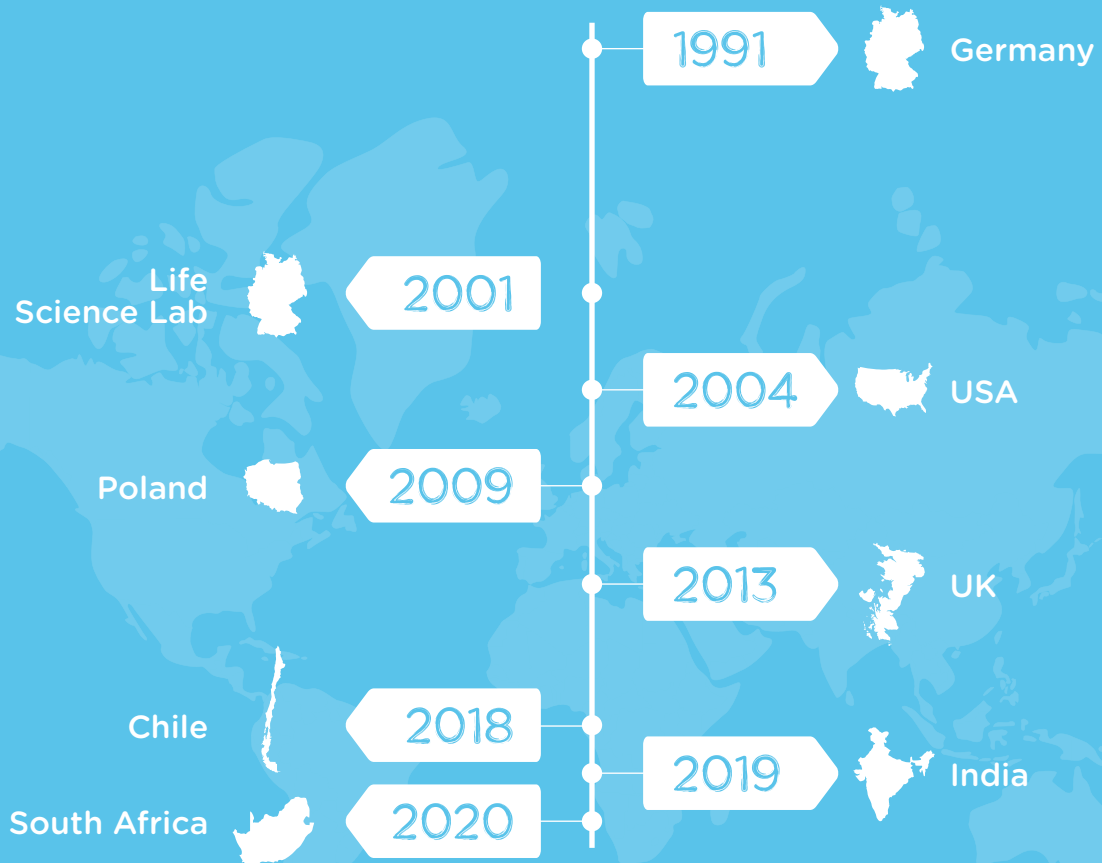 1991
Germany
Life
Science Lab
2001
2004
USA
Poland
2009
2013
UK
Chile
2018
2019
India
South Africa
2020